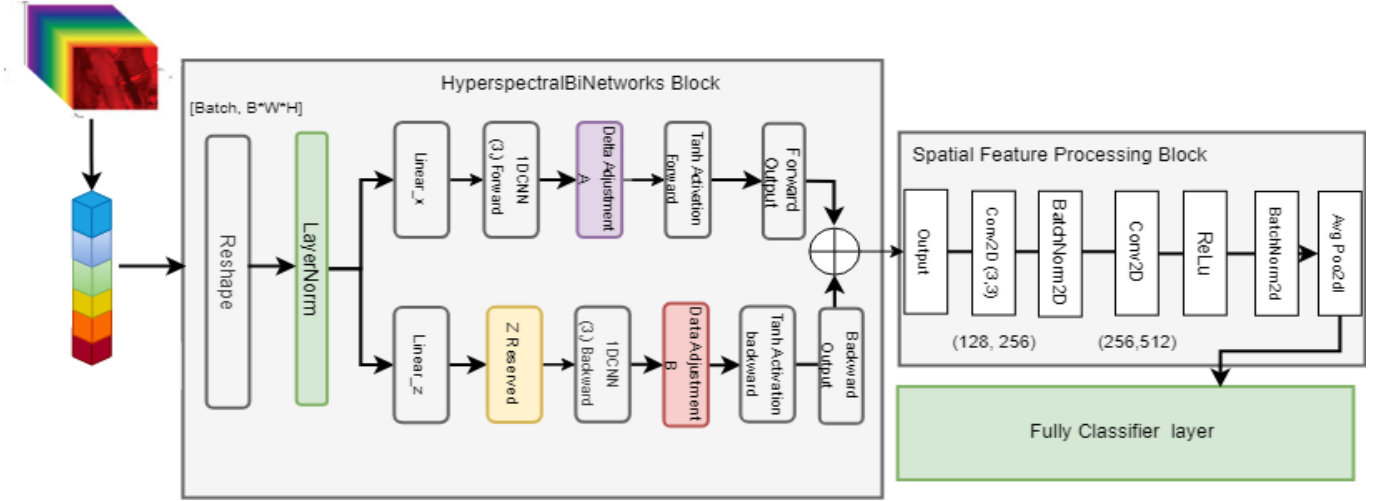 HyperspectralBiNetworks Block
[Batch, B*W*H]
Reshape
LayerNorm
Linear_x
1DCNN
(3,) Forward
Delta Adjustment
A
Tanh Activation
Forward
Forward
Output
Linear_z
Z Reserved
1DCNN
(3,) Backward
Data Adjustment
B
Tanh Activation
backward
Backward
Output
Spatial Feature Processing Block
Output
Conv2D (3,3)
BatchNorm2D
Conv2D
ReLu
BatchNorm2d
Avg Poo2dl
(128, 256)
(256,512)
Fully Classifier layer